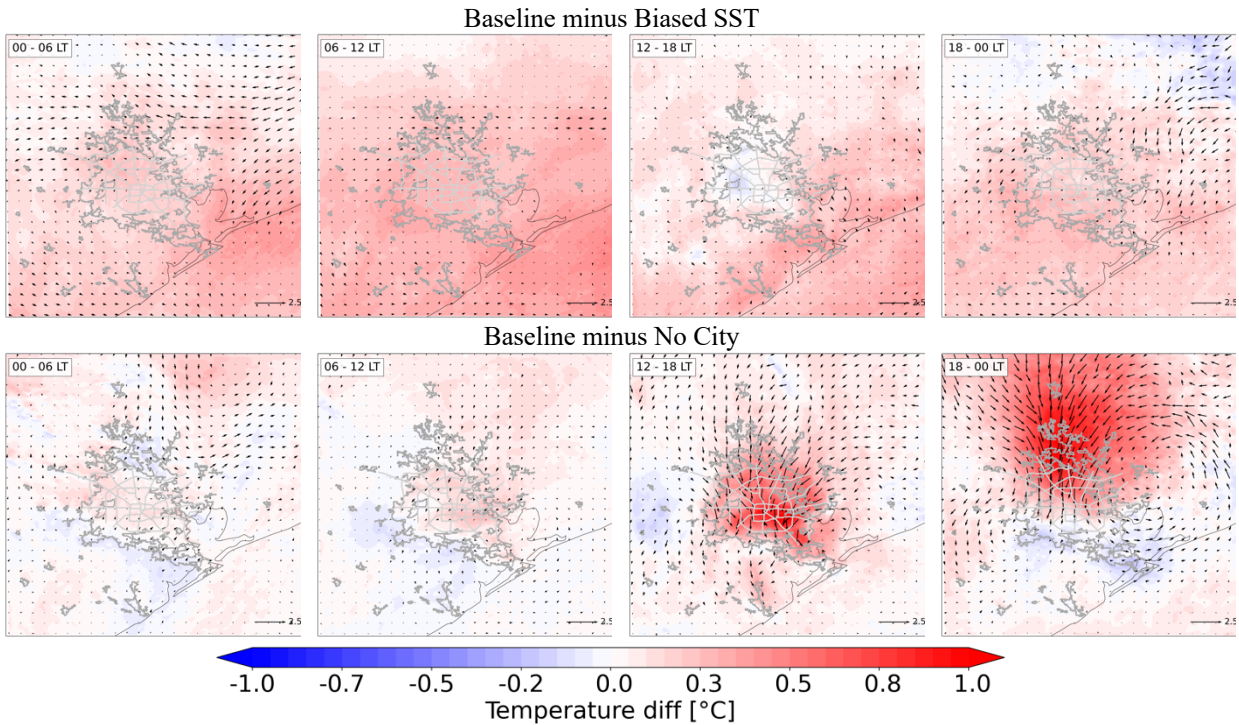 Baseline minus Biased SST
00 - 06 LT
06 - 12 LT
12 - 18 LT
18 - 00 LT
2.5
2.5
2.5
2.5
Baseline minus No City
00 - 06 LT
06 - 12 LT
12 - 18 LT
18 - 00 LT
2.5
2.5
2.5
2.5
-1.0 -0.7 -0.5 -0.2 0.0 0.3 0.5 0.8 1.0
Temperature diff [°C]